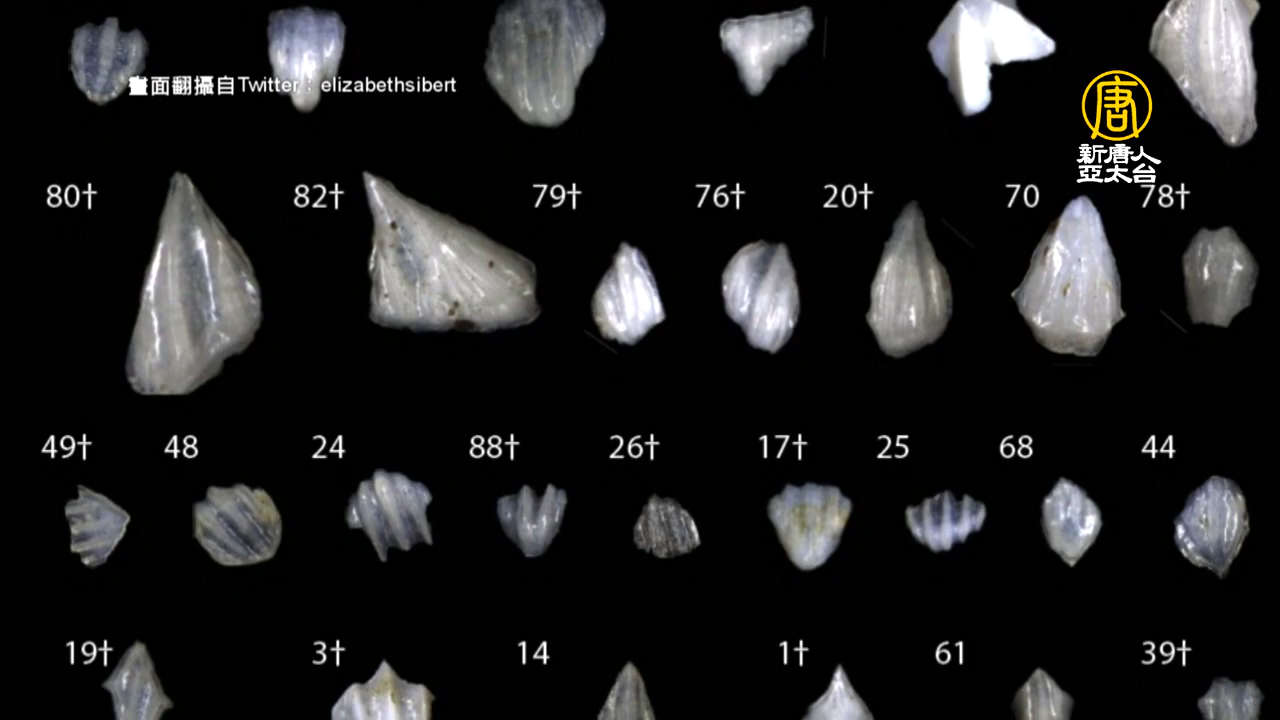 畫面翻攝自Twitter：elizabethsibert
唐
新唐人
亞太台
80† 82† 79† 76† 20† 70 78†
49† 48 24 88† 26† 17† 25 68 44
19† 3† 14 1† 61 39†